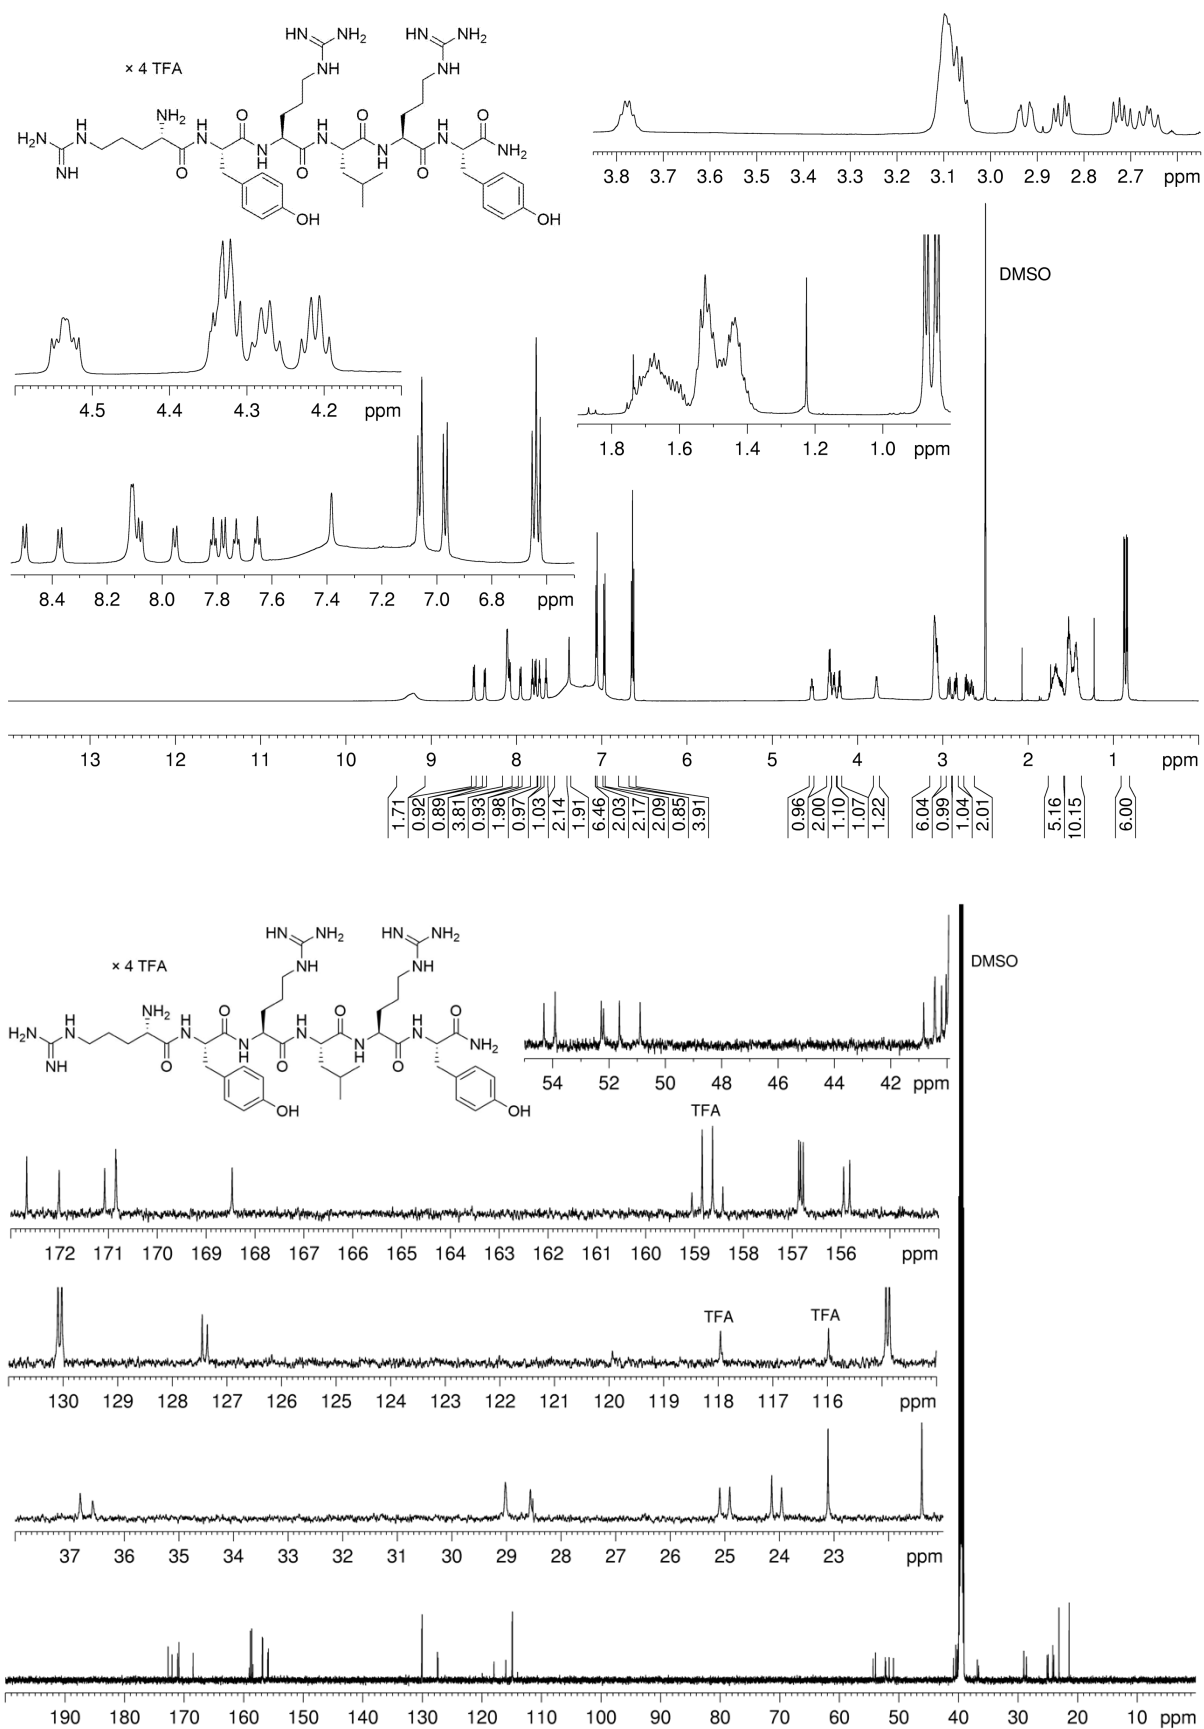 HN NH2 HN NH2
× 4 TFA NH NH
NH2 O O O
H2N H N H N H N H N NH2
NH O N H O N H O
OH OH
3.8 3.7 3.6 3.5 3.4 3.3 3.2 3.1 3.0 2.9 2.8 2.7 ppm
DMSO
4.5 4.4 4.3 4.2 ppm
1.8 1.6 1.4 1.2 1.0 ppm
8.4 8.2 8.0 7.8 7.6 7.4 7.2 7.0 6.8 ppm
13 12 11 10 9 8 7 6 5 4 3 2 1 ppm
1.71 0.92 0.89 3.81 0.93 1.98 0.97 1.03 2.14 1.91 6.46 2.03 2.17 2.09 0.85 3.91 0.96 2.00 1.10 1.07 1.22 6.04 0.99 1.04 2.01 5.16 10.15 6.00
HN NH2 HN NH2
× 4 TFA NH NH
DMSO
NH2 O O O
H2N H N H N H N H N NH2
NH O N H O N H O
OH OH
54 52 50 48 46 44 42 ppm
TFA
172 171 170 169 168 167 166 165 164 163 162 161 160 159 158 157 156 ppm
TFA TFA
130 129 128 127 126 125 124 123 122 121 120 119 118 117 116 ppm
37 36 35 34 33 32 31 30 29 28 27 26 25 24 23 ppm
190 180 170 160 150 140 130 120 110 100 90 80 70 60 50 40 30 20 10 ppm